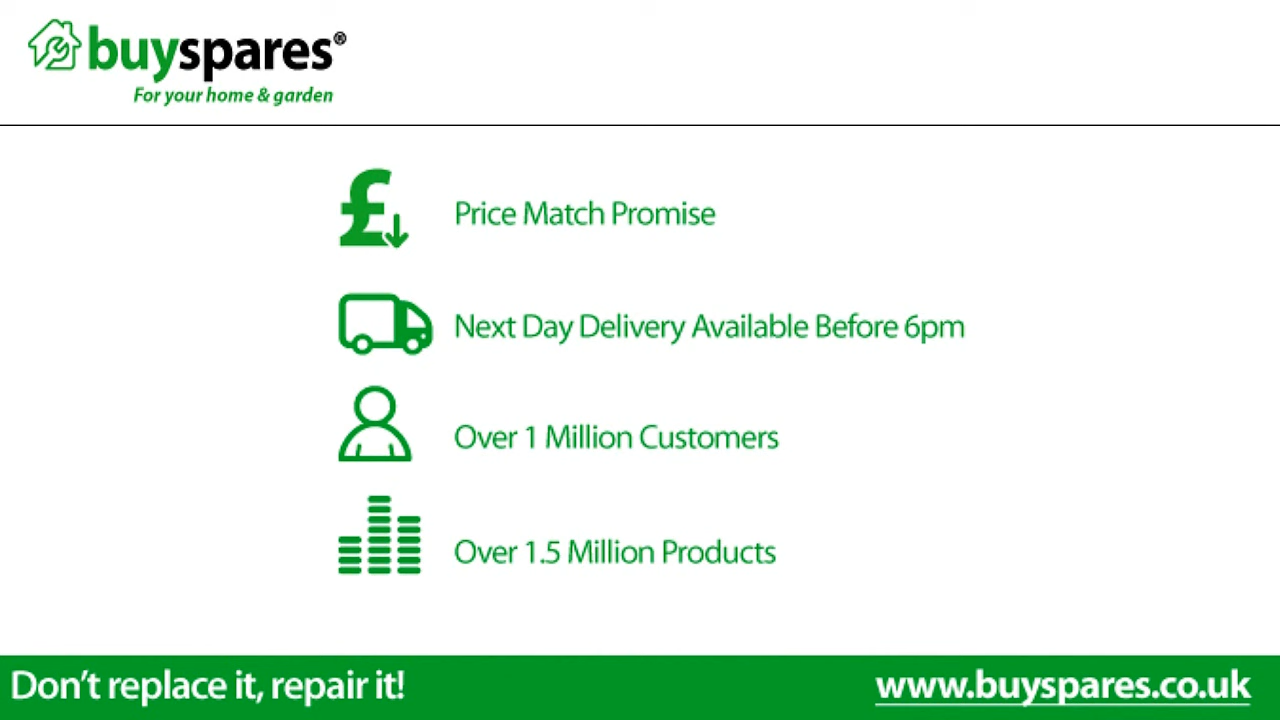 buyspares®
For your home & garden
£
Price Match Promise
Next Day Delivery Available Before 6pm
Over 1 Million Customers
Over 1.5 Million Products
Don't replace it, repair it!
www.buyspares.co.uk